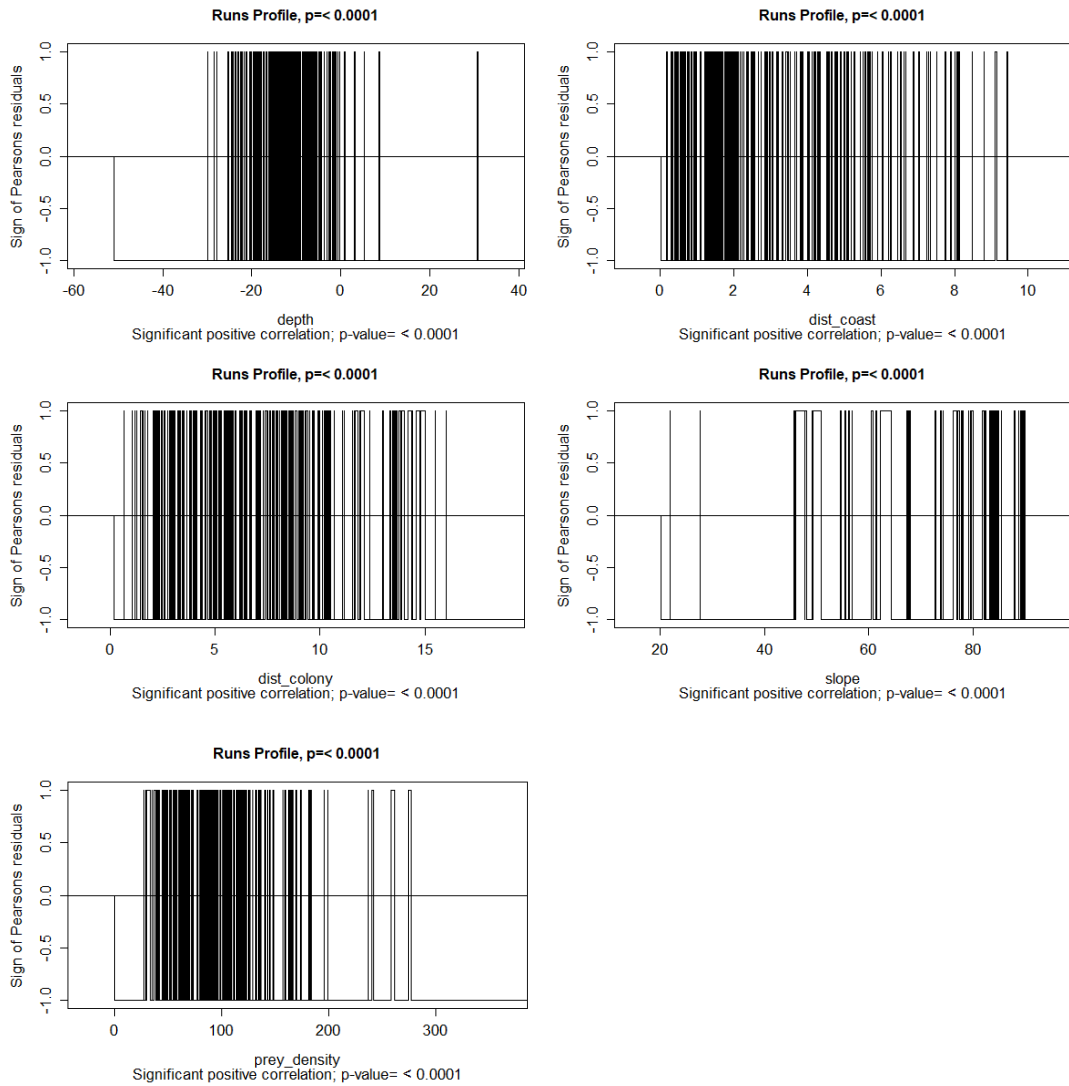 Runs Profile, p=< 0.0001
Sign of Pearsons residuals
1.0
0.5
0.0
-0.5
-1.0
-60 -40 -20 0 20 40
depth
Significant positive correlation; p-value= < 0.0001
Runs Profile, p=< 0.0001
Sign of Pearsons residuals
1.0
0.5
0.0
-0.5
-1.0
0 2 4 6 8 10
dist_coast
Significant positive correlation; p-value= < 0.0001
Runs Profile, p=< 0.0001
Sign of Pearsons residuals
1.0
0.5
0.0
-0.5
-1.0
0 5 10 15
dist_colony
Significant positive correlation; p-value= < 0.0001
Runs Profile, p=< 0.0001
Sign of Pearsons residuals
1.0
0.5
0.0
-0.5
-1.0
20 40 60 80
slope
Significant positive correlation; p-value= < 0.0001
Runs Profile, p=< 0.0001
Sign of Pearsons residuals
1.0
0.5
0.0
-0.5
-1.0
0 100 200 300
prey_density
Significant positive correlation; p-value= < 0.0001